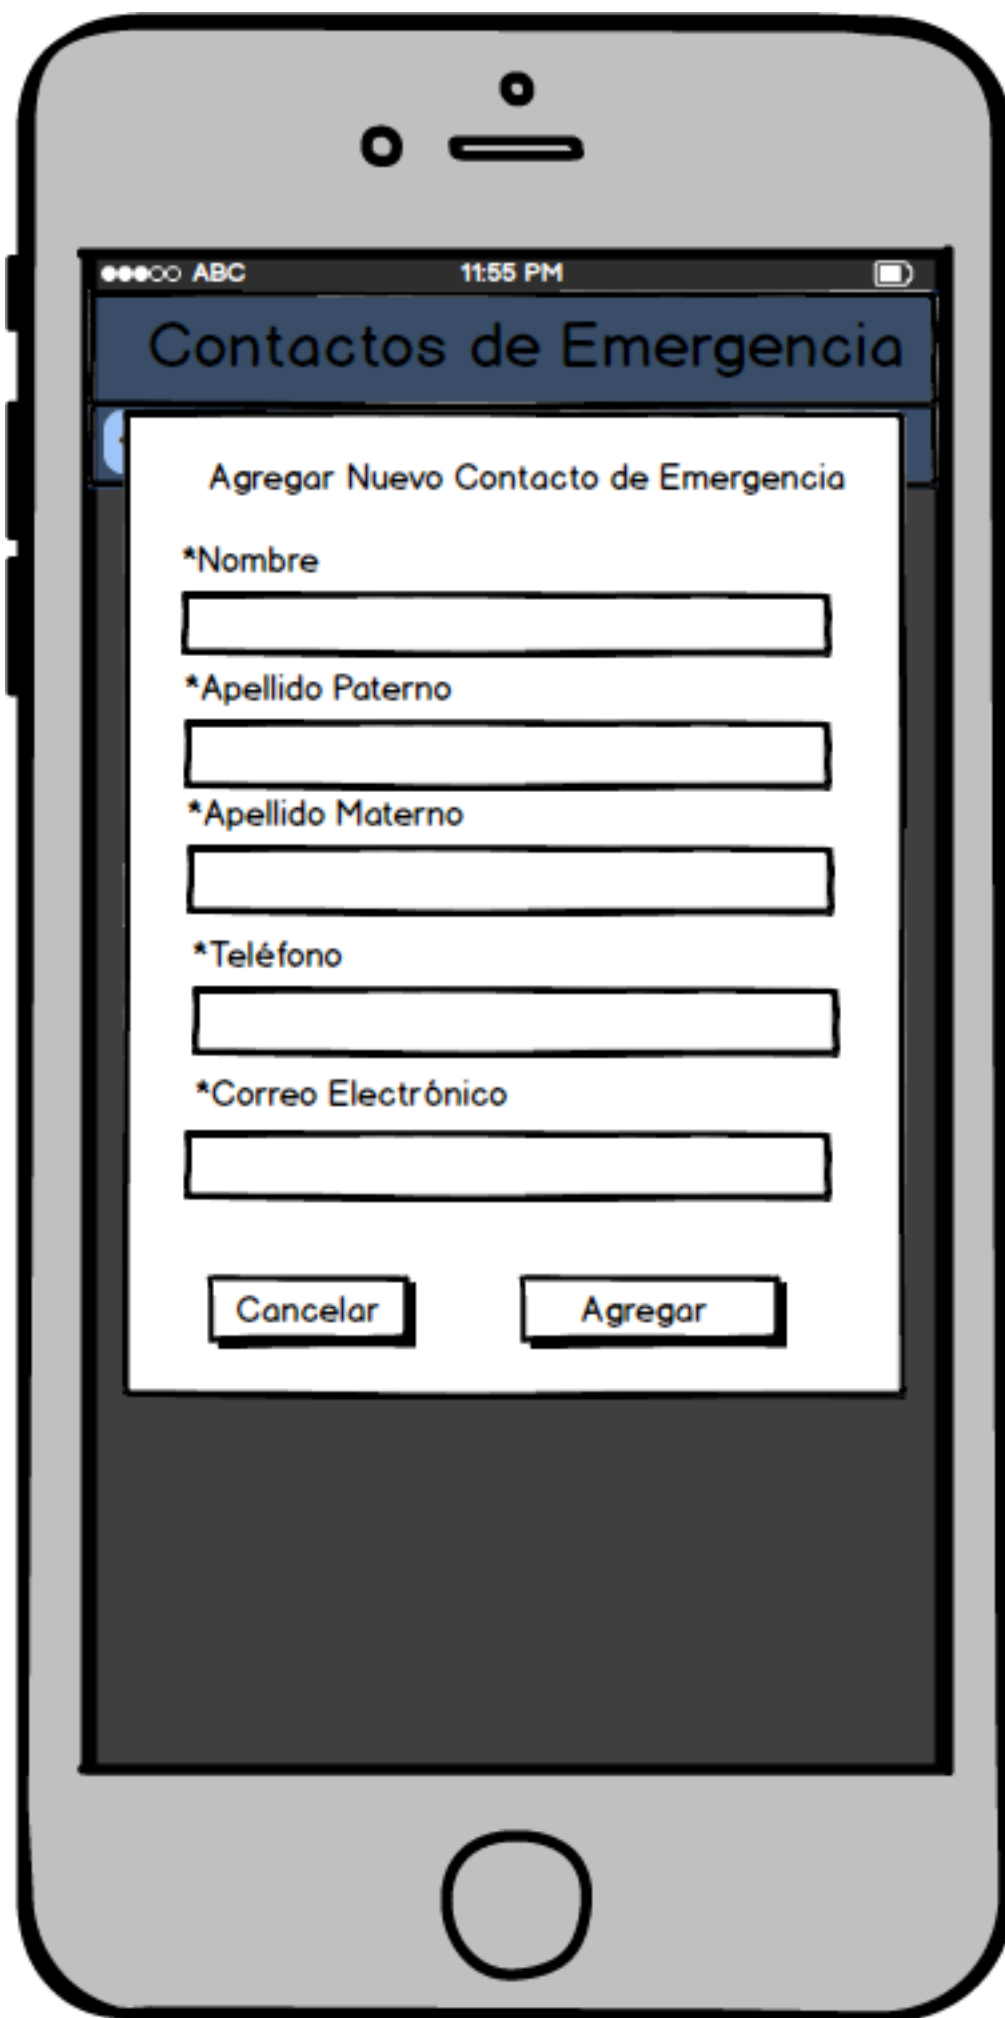 ABC 11:55 PM
Contactos de Emergencia
Agregar Nuevo Contacto de Emergencia
*Nombre
*Apellido Paterno
*Apellido Materno
*Teléfono
*Correo Electrónico
Cancelar Agregar